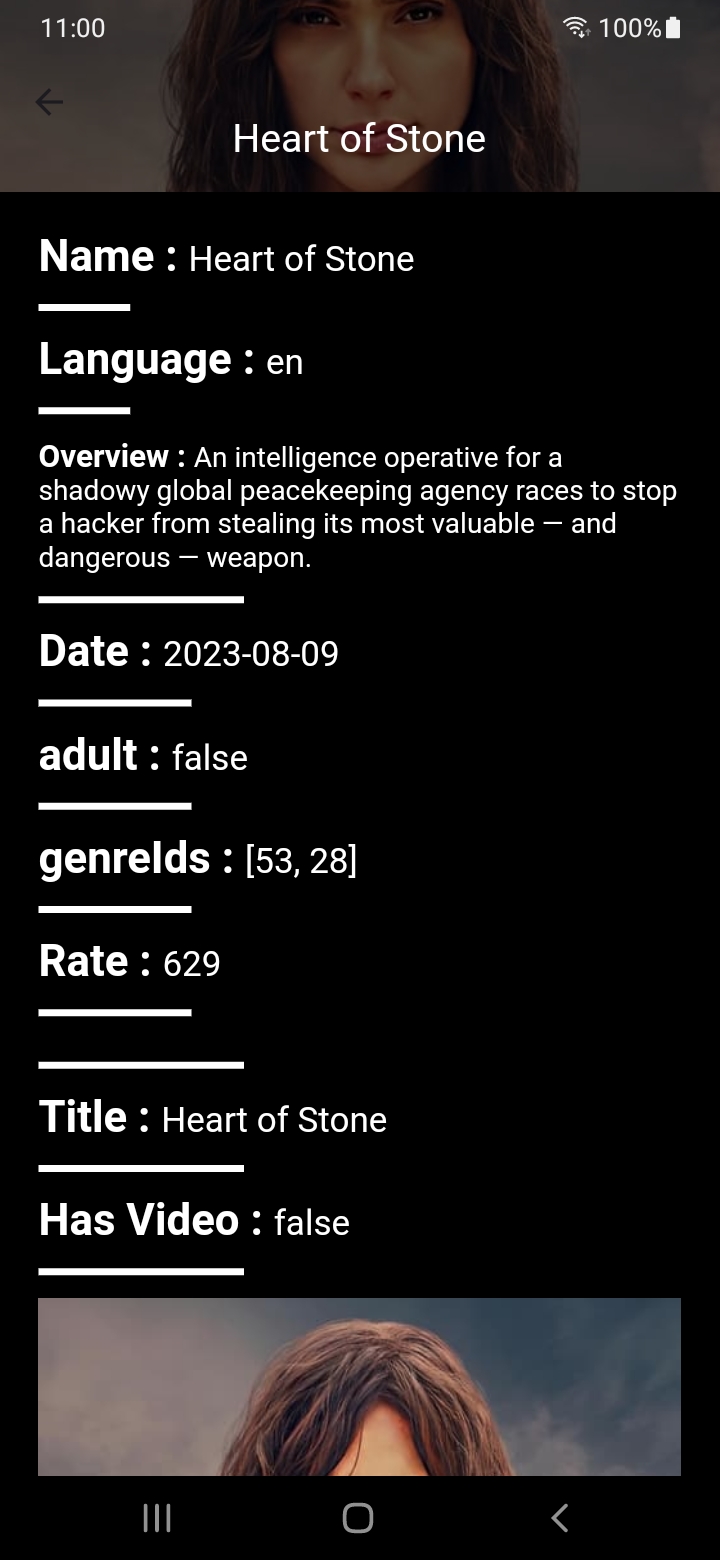 11:00 100%
Heart of Stone
Name : Heart of Stone
Language : en
Overview : An intelligence operative for a
shadowy global peacekeeping agency races to stop
a hacker from stealing its most valuable — and
dangerous — weapon.
Date : 2023-08-09
adult : false
genreIds : [53, 28]
Rate : 629
Title : Heart of Stone
Has Video : false